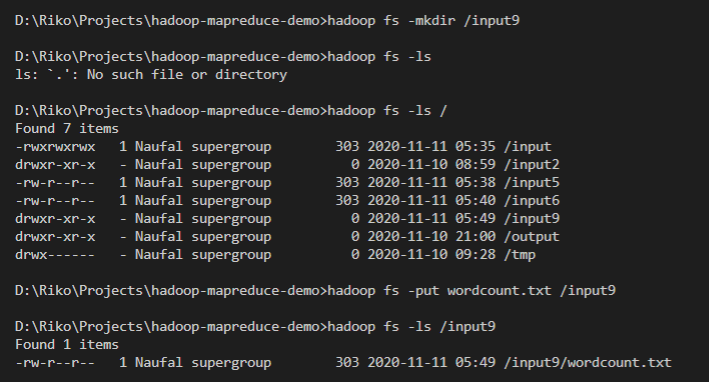 D:\Riko\Projects\hadoop-mapreduce-demo>hadoop fs -mkdir /input9
D:\Riko\Projects\hadoop-mapreduce-demo>hadoop fs -ls
ls: `.': No such file or directory
D:\Riko\Projects\hadoop-mapreduce-demo>hadoop fs -ls /
Found 7 items
-rwxrwxrwx   1 Naufal supergroup        303 2020-11-11 05:35 /input
drwxr-xr-x   - Naufal supergroup          0 2020-11-10 08:59 /input2
-rw-r--r--   1 Naufal supergroup        303 2020-11-11 05:38 /input5
-rw-r--r--   1 Naufal supergroup        303 2020-11-11 05:40 /input6
drwxr-xr-x   - Naufal supergroup          0 2020-11-11 05:49 /input9
drwxr-xr-x   - Naufal supergroup          0 2020-11-10 21:00 /output
drwx------   - Naufal supergroup          0 2020-11-10 09:28 /tmp
D:\Riko\Projects\hadoop-mapreduce-demo>hadoop fs -put wordcount.txt /input9
D:\Riko\Projects\hadoop-mapreduce-demo>hadoop fs -ls /input9
Found 1 items
-rw-r--r--   1 Naufal supergroup        303 2020-11-11 05:49 /input9/wordcount.txt